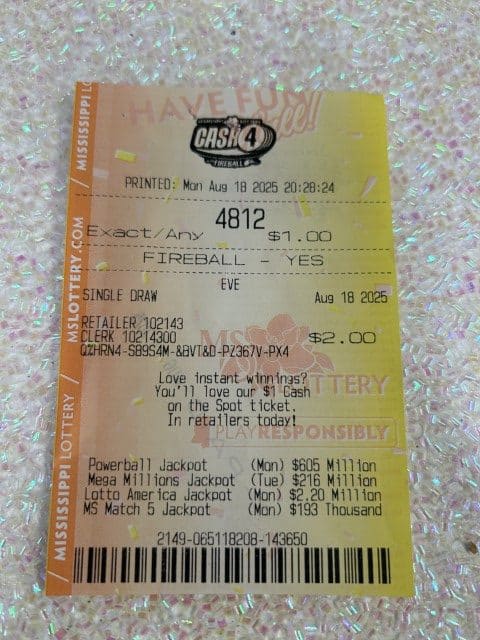 HAVE FUN
CASH 4
FIREBALL
PRINTED: Mon Aug 18 2025 20:28:24
4812
Exact/Any $1.00
FIREBALL - YES
EVE
SINGLE DRAW Aug 18 2025
RETAILER 102143
CLERK 10214300 $2.00
QZHRN4-S89S4M-&BVT&D-PZ367V-PX4
Love instant winnings?
You'll love our $1 Cash
on the Spot ticket.
In retailers today!
MS LOTTERY
PLAY RESPONSIBLY
Powerball Jackpot (Mon) $605 Million
Mega Millions Jackpot (Tue) $216 Million
Lotto America Jackpot (Mon) $2.20 Million
MS Match 5 Jackpot (Mon) $193 Thousand
2149-065118208-143650
MISSISSIPPI LOTTERY / MSLOTTERY.COM / MISSISSIPPI